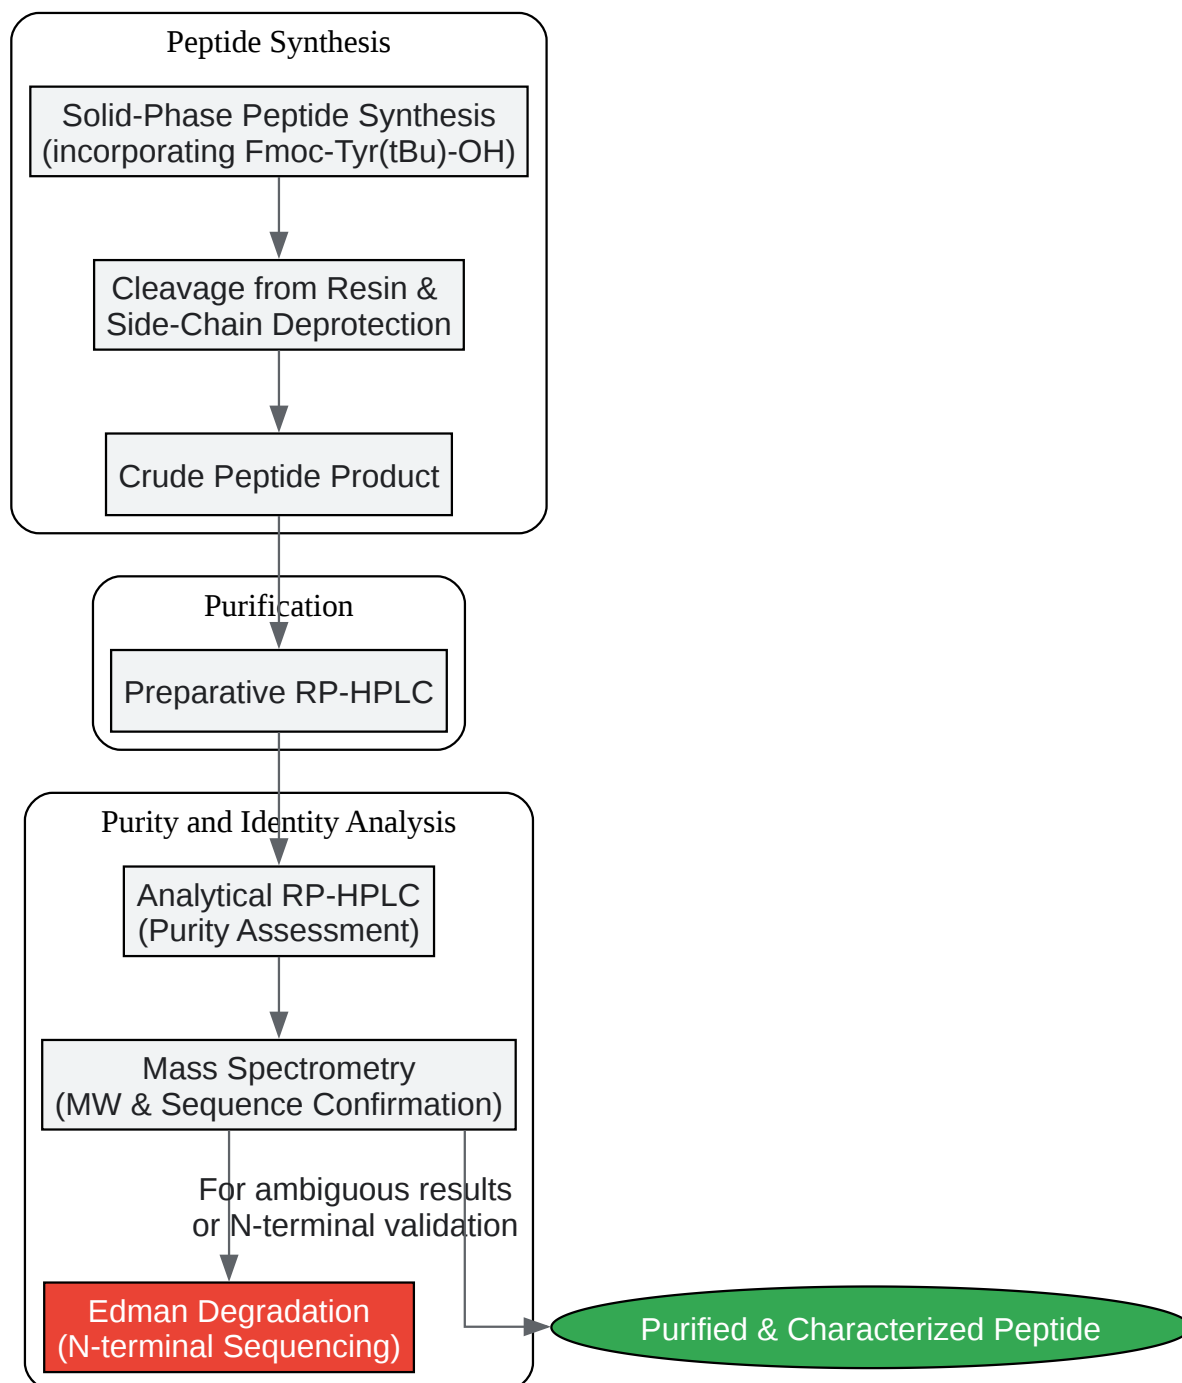 Peptide Synthesis
Solid-Phase Peptide Synthesis
(incorporating Fmoc-Tyr(tBu)-OH)
Cleavage from Resin &
Side-Chain Deprotection
Crude Peptide Product
Purification
Preparative RP-HPLC
Purity and Identity Analysis
Analytical RP-HPLC
(Purity Assessment)
Mass Spectrometry
(MW & Sequence Confirmation)
For ambiguous results
or N-terminal validation
Edman Degradation
(N-terminal Sequencing)
Purified & Characterized Peptide